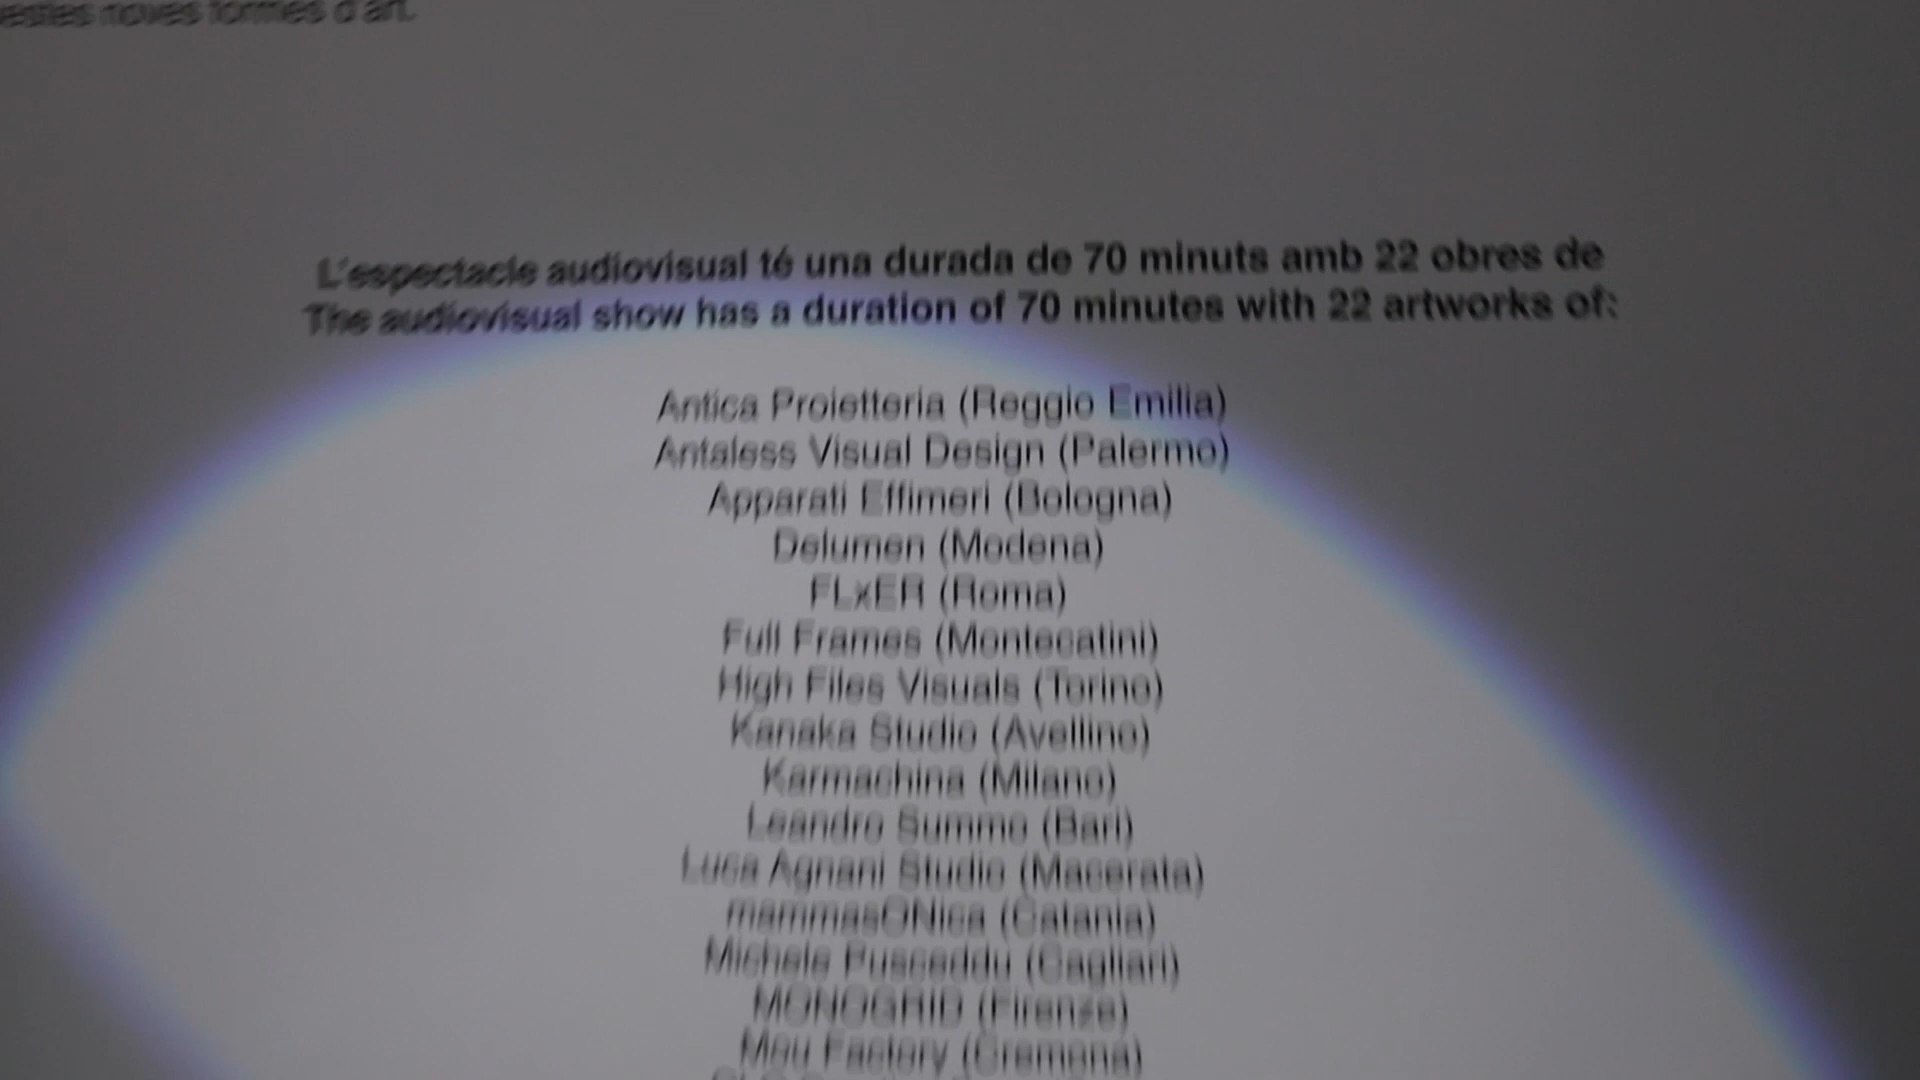 noves formes d'art.
L'espectacle audiovisual té una durada de 70 minuts amb 22 obres de
The audiovisual show has a duration of 70 minutes with 22 artworks of:
Antica Proietteria (Reggio Emilia)
Antaless Visual Design (Palermo)
Apparati Effimeri (Bologna)
Delumen (Modena)
FLxER (Roma)
Full Frames (Montecatini)
High Files Visuals (Torino)
Kanaka Studio (Avellino)
Karmachina (Milano)
Leandro Summo (Bari)
Luca Agnani Studio (Macerata)
mammasONica (Catania)
Michele Pusceddu (Cagliari)
MONOGRID (Firenze)
Mou Factory (Cremona)